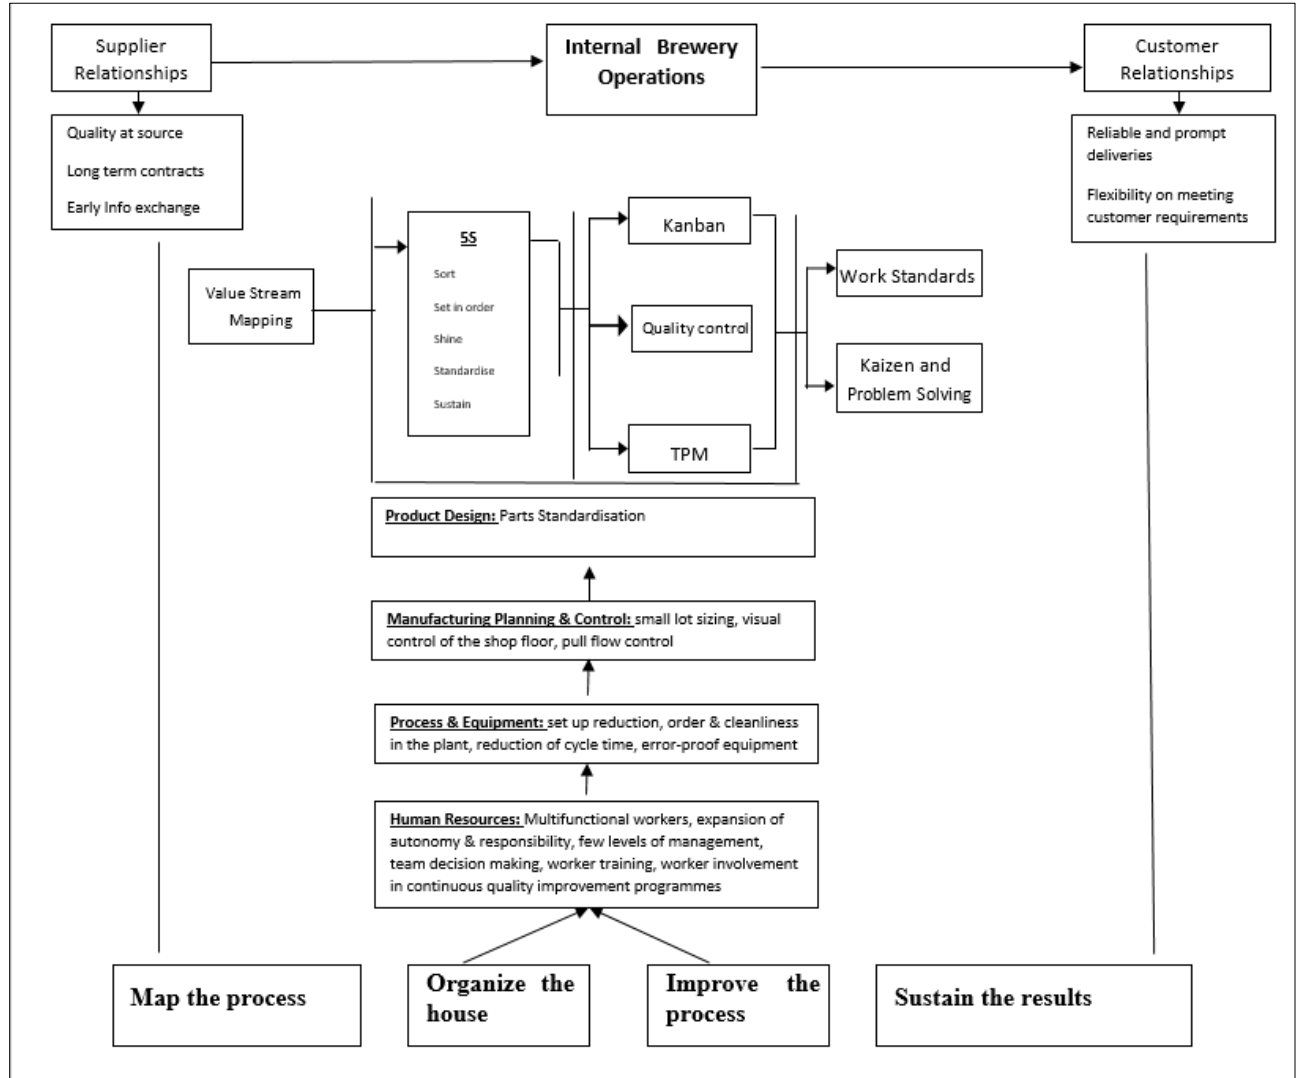 Supplier
Relationships
Internal Brewery
Operations
Customer
Relationships
Quality at source
Long term contracts
Early Info exchange
Reliable and prompt
deliveries
Flexibility on meeting
customer requirements
Value Stream
Mapping
5S
Sort
Set in order
Shine
Standardise
Sustain
Kanban
Quality control
TPM
Work Standards
Kaizen and
Problem Solving
Product Design: Parts Standardisation
Manufacturing Planning & Control: small lot sizing, visual
control of the shop floor, pull flow control
Process & Equipment: set up reduction, order & cleanliness
in the plant, reduction of cycle time, error-proof equipment
Human Resources: Multifunctional workers, expansion of
autonomy & responsibility, few levels of management,
team decision making, worker training, worker involvement
in continuous quality improvement programmes
Map the process
Organize the
house
Improve the
process
Sustain the results